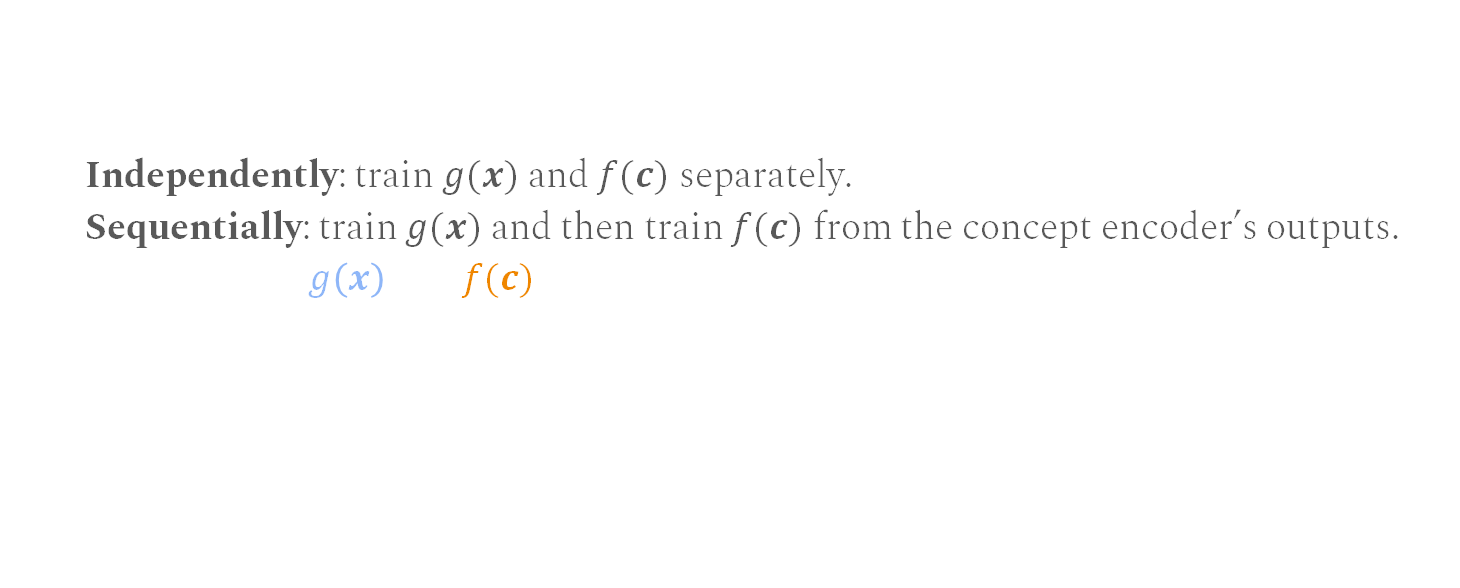 Independently: train g(x) and f(c) separately.
Sequentially: train g(x) and then train f(c) from the concept encoder′s outputs.
g(x) f(c)